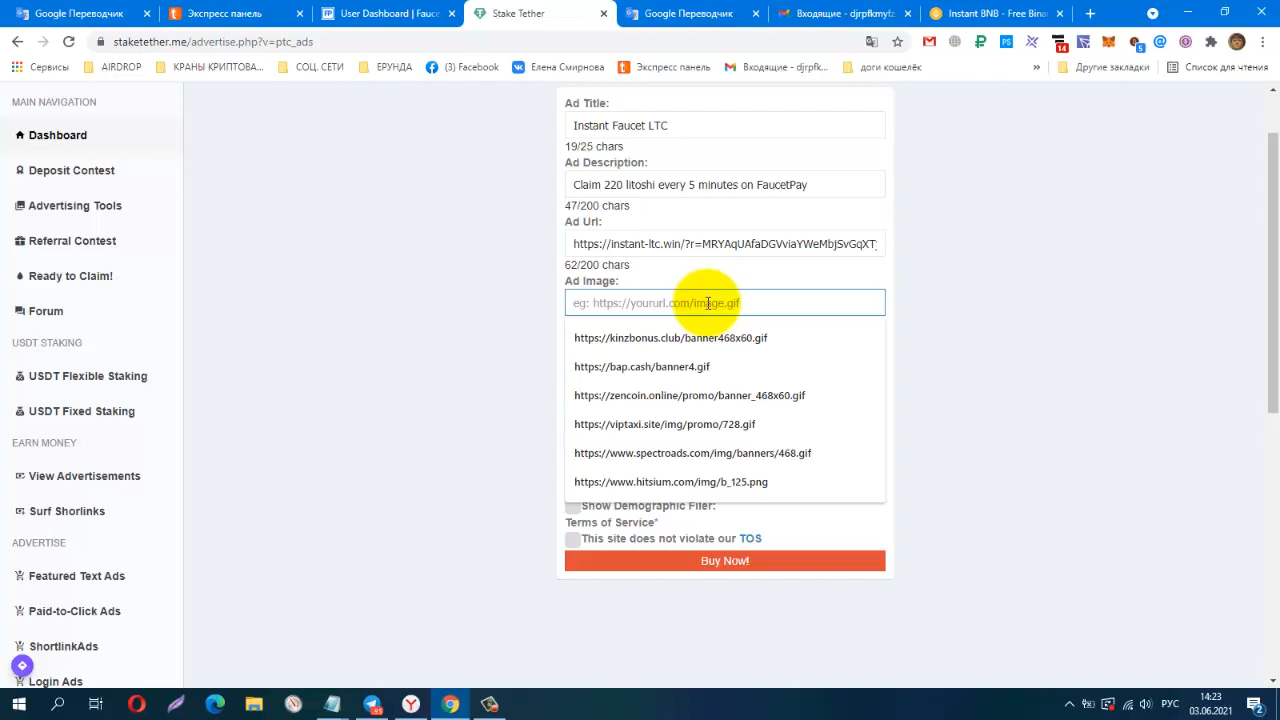 Google Переводчик
Экспресс панель
User Dashboard | Fauce
Stake Tether
Google Переводчик
Входящие - djrpfkmyfz
Instant BNB - Free Binan
staketether.me/advertise.php?v=ptc_ads
14
5
Сервисы
AIRDROP
КРАНЫ КРИПТОВА...
СОЦ. СЕТИ
ЕРУНДА
(3) Facebook
Елена Смирнова
Экспресс панель
Входящие - djrpfk...
доги кошелёк
»
Другие закладки
Список для чтения
MAIN NAVIGATION
Dashboard
Deposit Contest
Advertising Tools
Referral Contest
Ready to Claim!
Forum
USDT STAKING
USDT Flexible Staking
USDT Fixed Staking
EARN MONEY
View Advertisements
Surf Shorlinks
ADVERTISE
Featured Text Ads
Paid-to-Click Ads
ShortlinkAds
Login Ads
Ad Title:
Instant Faucet LTC
19/25 chars
Ad Description:
Claim 220 litoshi every 5 minutes on FaucetPay
47/200 chars
Ad Url:
https://instant-ltc.win/?r=MRYAqUAfaDGVviaYWeMbJSvGqXT
62/200 chars
Ad Image:
eg: https://yoururl.com/image.gif
https://kinzbonus.club/banner468x60.gif
https://bap.cash/banner4.gif
https://zencoin.online/promo/banner_468x60.gif
https://viptaxi.site/img/promo/728.gif
https://www.spectroads.com/img/banners/468.gif
https://www.hitsium.com/img/b_125.png
Show Demographic Filer:
Terms of Service*
This site does not violate our TOS
Buy Now!
РУС
14:23
03.06.2021
2